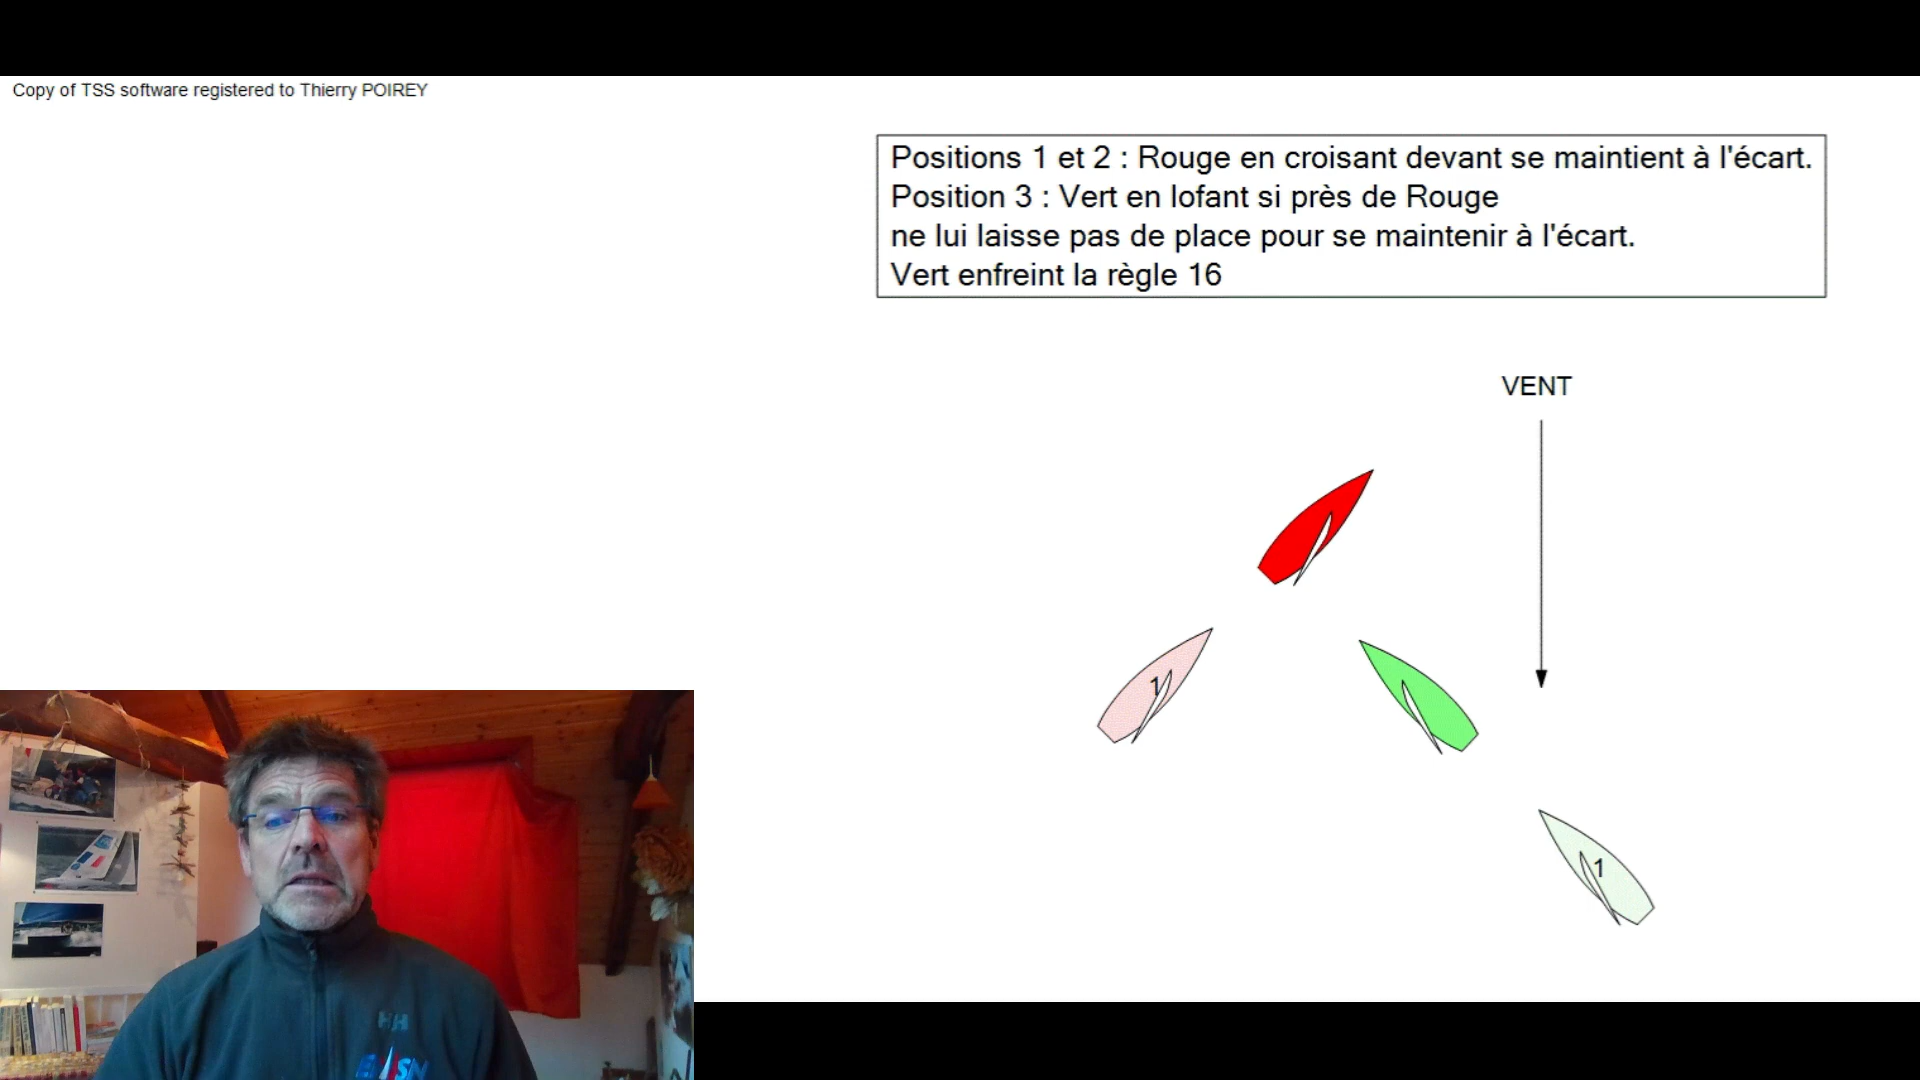 Copy of TSS software registered to Thierry POIREY
Positions 1 et 2 : Rouge en croisant devant se maintient à l'écart.
Position 3 : Vert en lofant si près de Rouge
ne lui laisse pas de place pour se maintenir à l'écart.
Vert enfreint la règle 16
VENT
1
1
HH